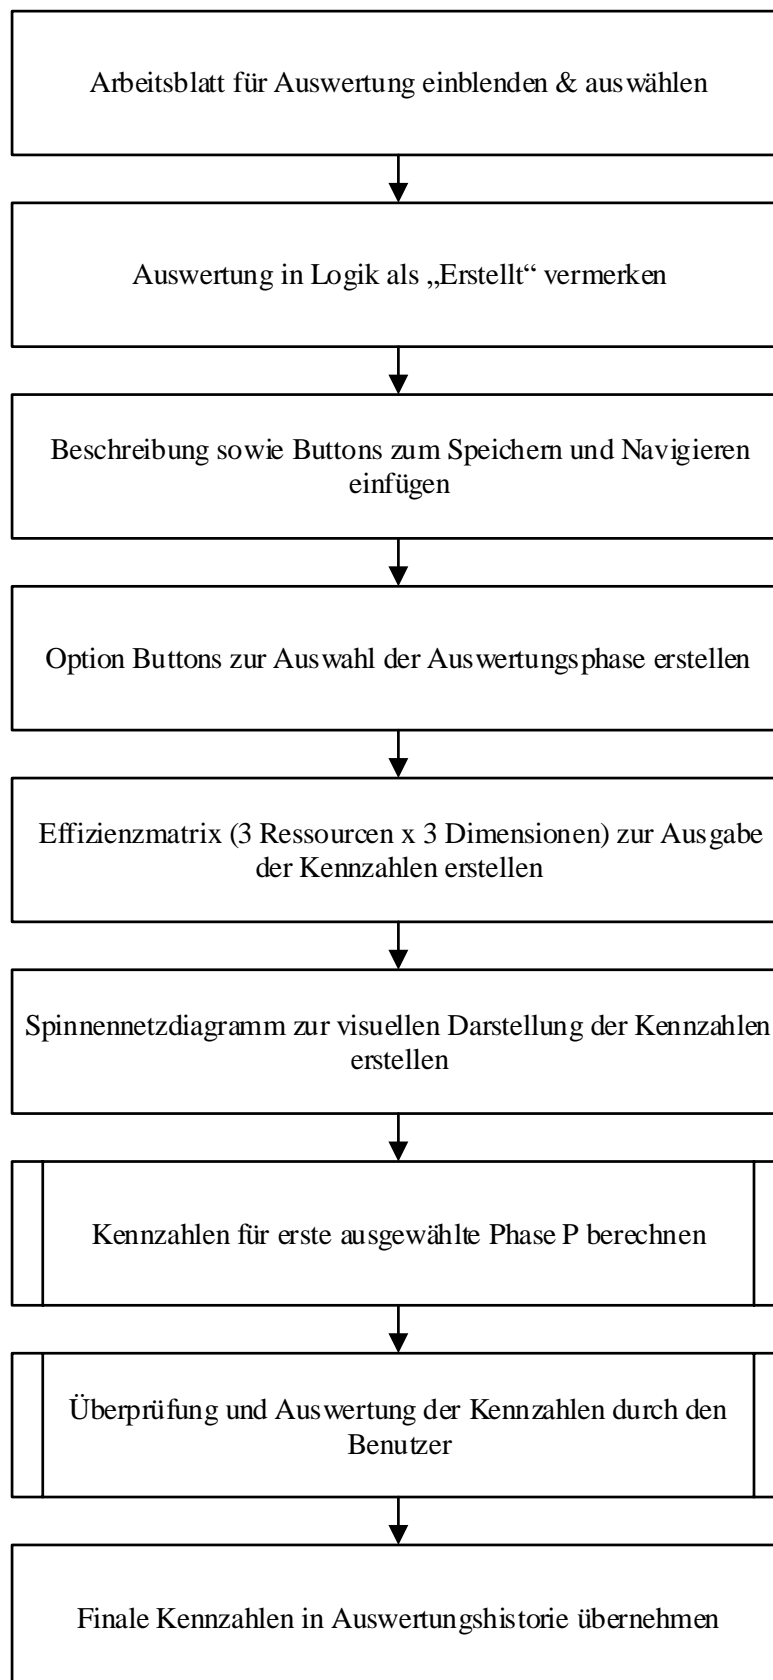 Arbeitsblatt für Auswertung einblenden & auswählen
Auswertung in Logik als „Erstellt“ vermerken
Beschreibung sowie Buttons zum Speichern und Navigieren
einfügen
Option Buttons zur Auswahl der Auswertungsphase erstellen
Effizienzmatrix (3 Ressourcen x 3 Dimensionen) zur Ausgabe
der Kennzahlen erstellen
Spinnennetzdiagramm zur visuellen Darstellung der Kennzahlen
erstellen
Kennzahlen für erste ausgewählte Phase P berechnen
Überprüfung und Auswertung der Kennzahlen durch den
Benutzer
Finale Kennzahlen in Auswertungshistorie übernehmen